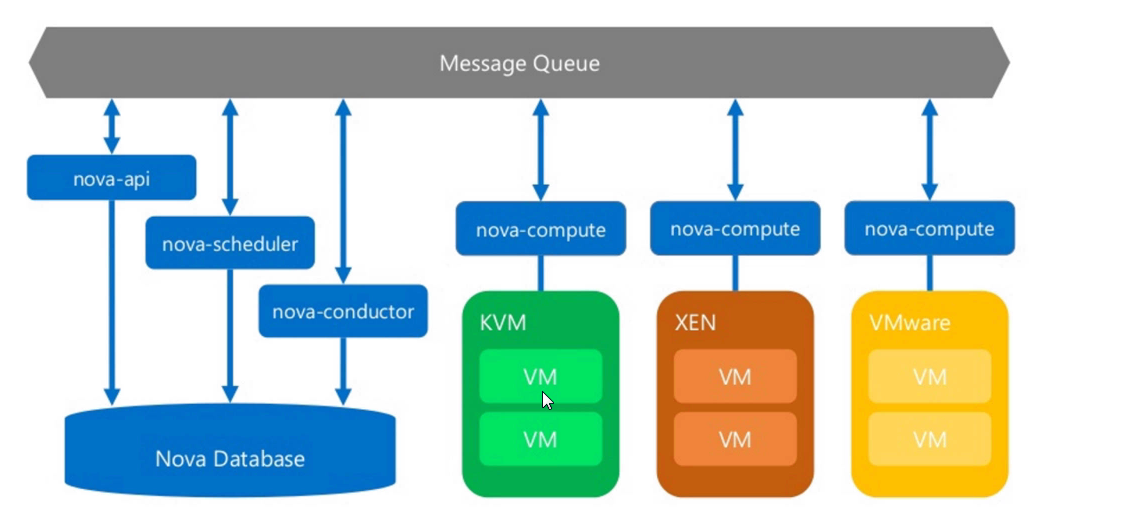 Message Queue
nova-api
nova-scheduler
nova-conductor
nova-compute
nova-compute
nova-compute
KVM
VM
VM
XEN
VM
VM
VMware
VM
VM
Nova Database